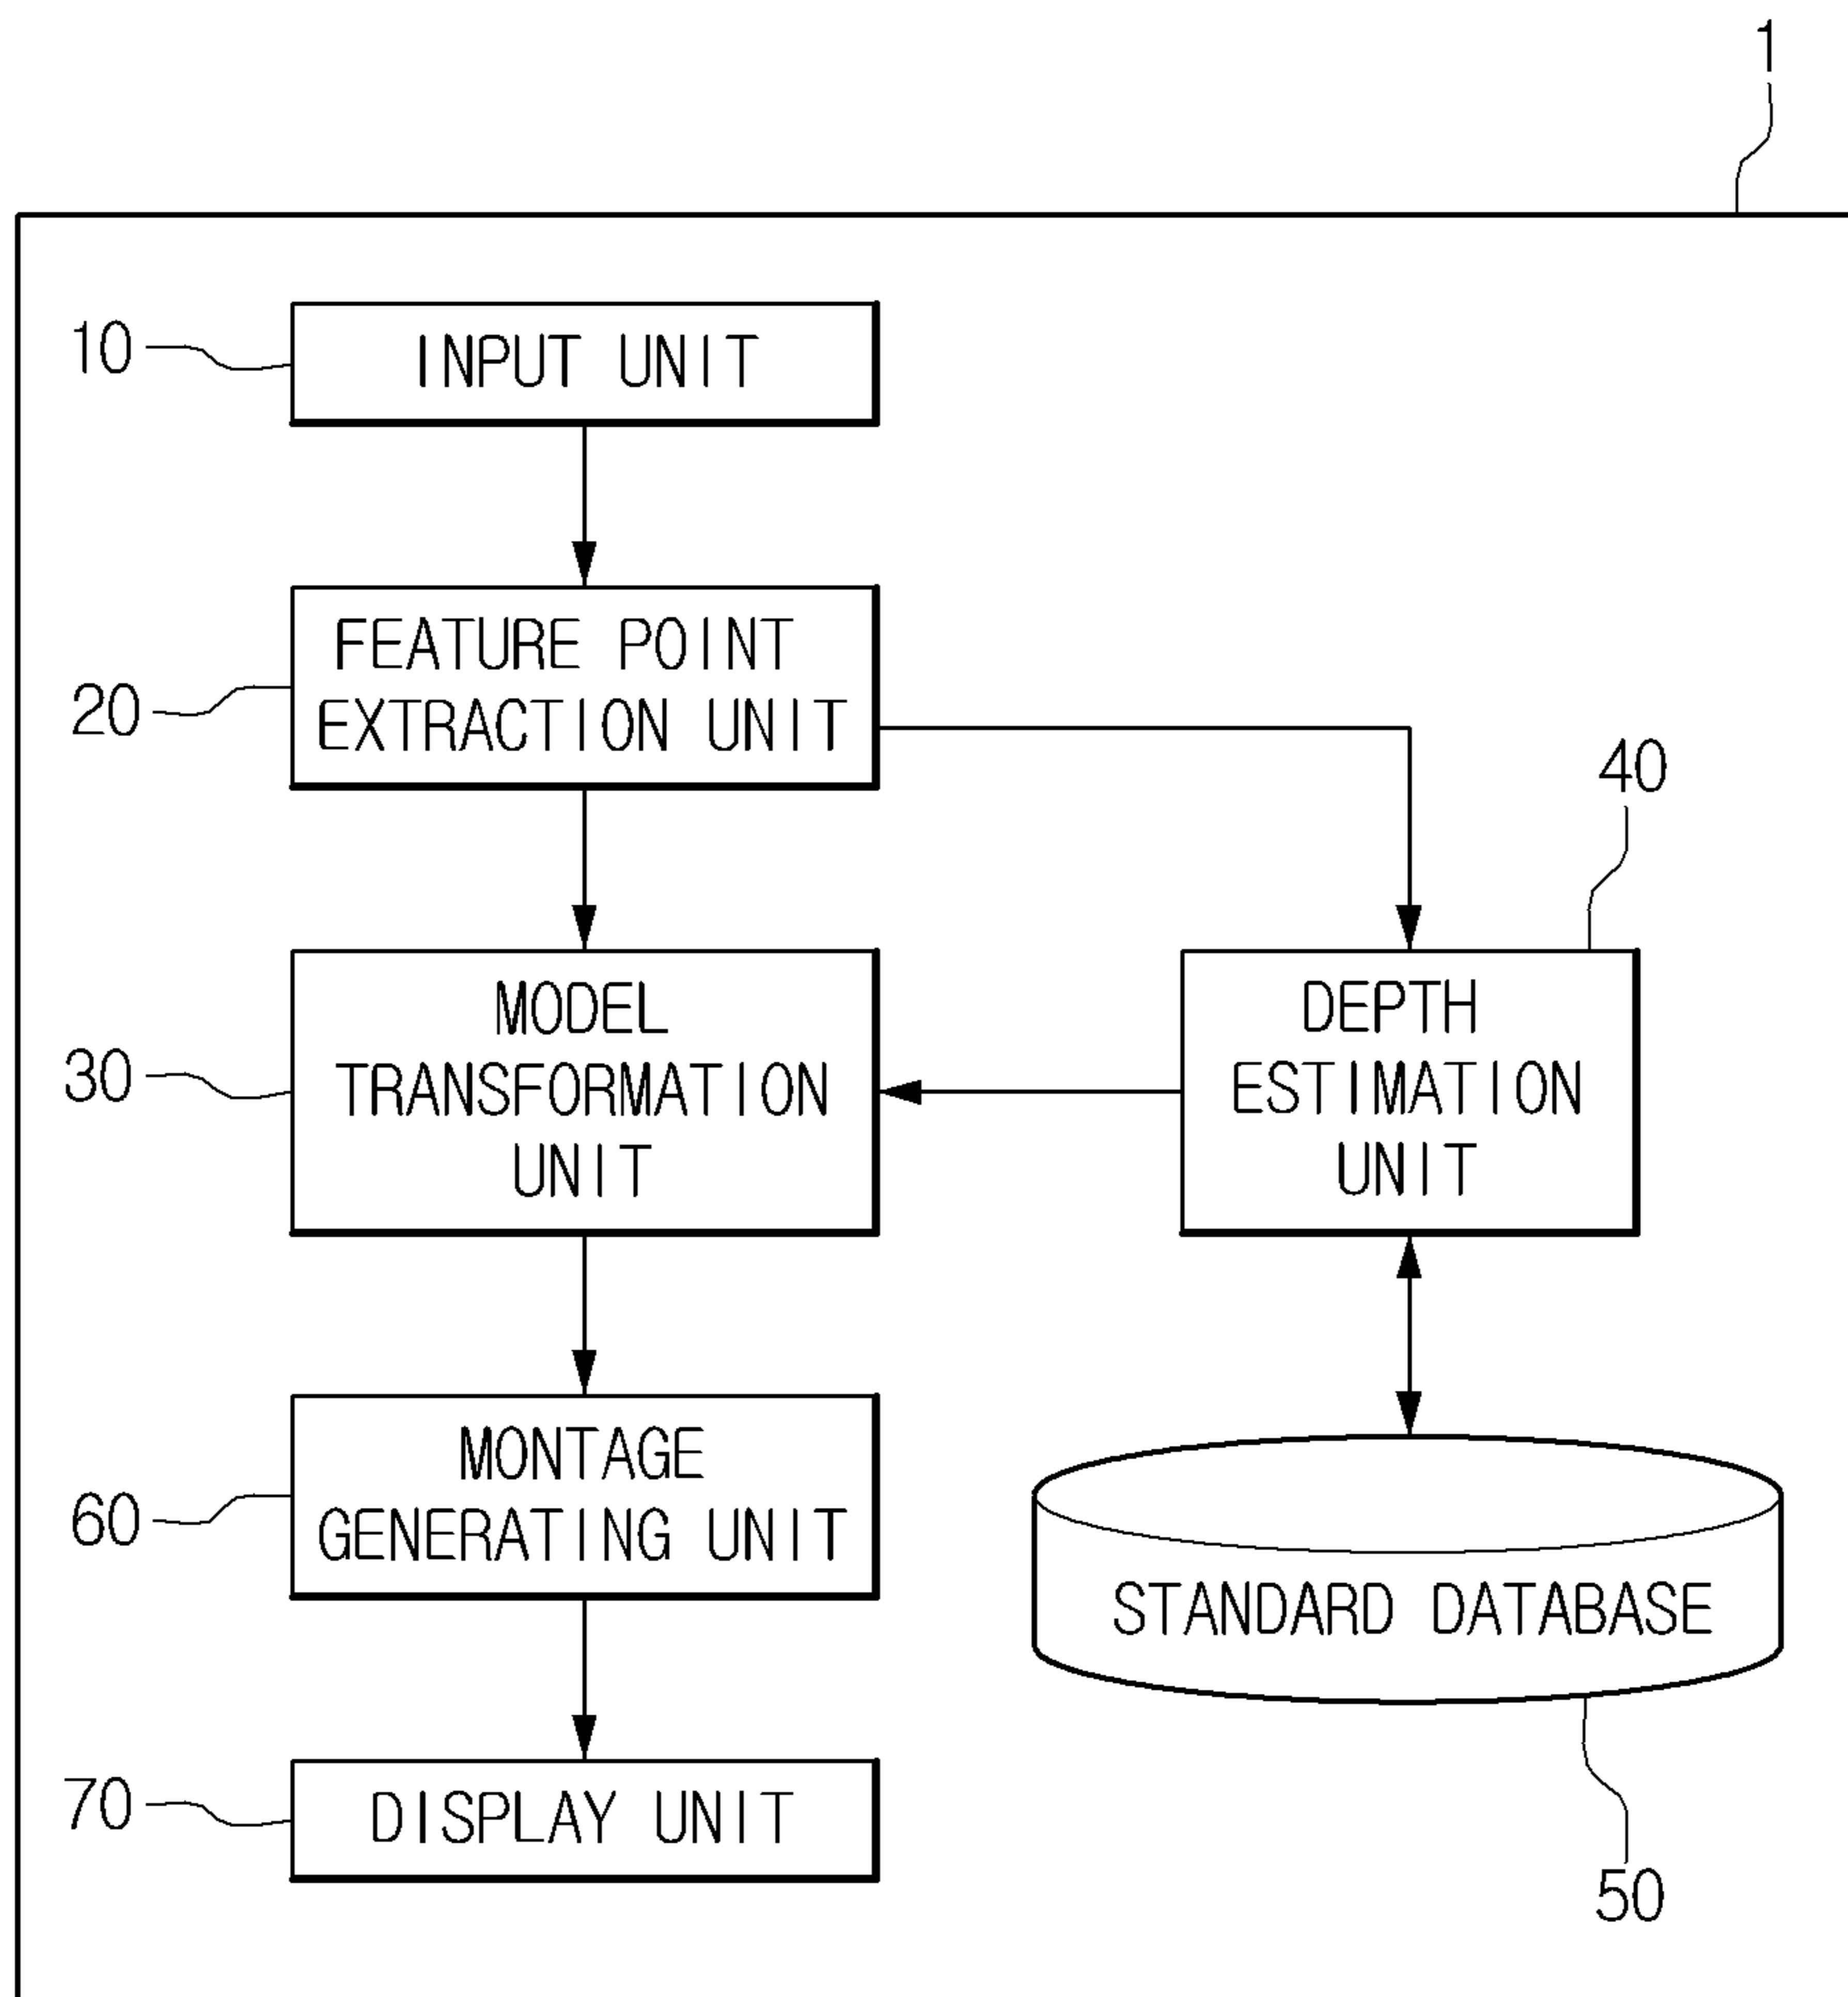 1
10
INPUT UNIT
20
FEATURE POINT
EXTRACTION UNIT
40
30
MODEL
TRANSFORMATION
UNIT
DEPTH
ESTIMATION
UNIT
60
MONTAGE
GENERATING UNIT
STANDARD DATABASE
70
DISPLAY UNIT
50